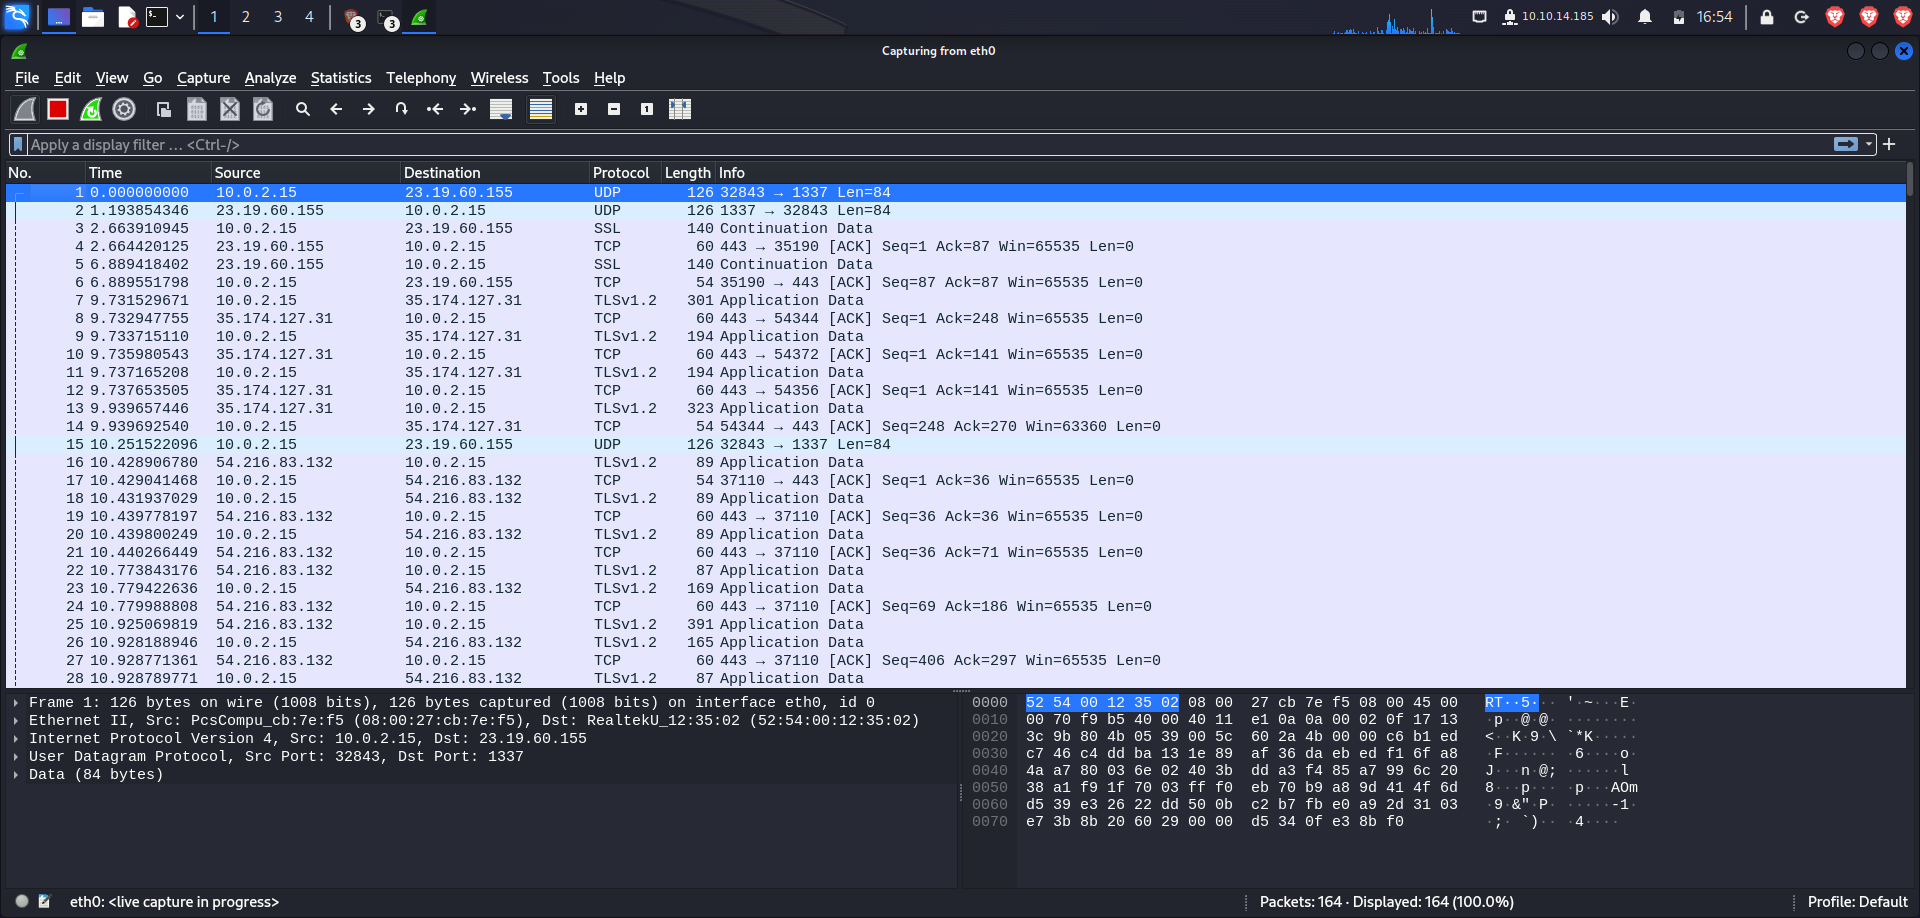 1 2 3 4 3 3 10.10.14.185 16:54
Capturing from eth0
File Edit View Go Capture Analyze Statistics Telephony Wireless Tools Help
Apply a display filter … <Ctrl-/>
No. Time Source Destination Protocol Length Info
1 0.000000000 10.0.2.15 23.19.60.155 UDP 126 32843 → 1337 Len=84
2 1.193854346 23.19.60.155 10.0.2.15 UDP 126 1337 → 32843 Len=84
3 2.663910945 10.0.2.15 23.19.60.155 SSL 140 Continuation Data
4 2.664420125 23.19.60.155 10.0.2.15 TCP 60 443 → 35190 [ACK] Seq=1 Ack=87 Win=65535 Len=0
5 6.889418402 23.19.60.155 10.0.2.15 SSL 140 Continuation Data
6 6.889551798 10.0.2.15 23.19.60.155 TCP 54 35190 → 443 [ACK] Seq=87 Ack=87 Win=65535 Len=0
7 9.731529671 10.0.2.15 35.174.127.31 TLSv1.2 301 Application Data
8 9.732947755 35.174.127.31 10.0.2.15 TCP 60 443 → 54344 [ACK] Seq=1 Ack=248 Win=65535 Len=0
9 9.733715110 10.0.2.15 35.174.127.31 TLSv1.2 194 Application Data
10 9.735980543 35.174.127.31 10.0.2.15 TCP 60 443 → 54372 [ACK] Seq=1 Ack=141 Win=65535 Len=0
11 9.737165208 10.0.2.15 35.174.127.31 TLSv1.2 194 Application Data
12 9.737653505 35.174.127.31 10.0.2.15 TCP 60 443 → 54356 [ACK] Seq=1 Ack=141 Win=65535 Len=0
13 9.939657446 35.174.127.31 10.0.2.15 TLSv1.2 323 Application Data
14 9.939692540 10.0.2.15 35.174.127.31 TCP 54 54344 → 443 [ACK] Seq=248 Ack=270 Win=63360 Len=0
15 10.251522096 10.0.2.15 23.19.60.155 UDP 126 32843 → 1337 Len=84
16 10.428906780 54.216.83.132 10.0.2.15 TLSv1.2 89 Application Data
17 10.429041468 10.0.2.15 54.216.83.132 TCP 54 37110 → 443 [ACK] Seq=1 Ack=36 Win=65535 Len=0
18 10.431937029 10.0.2.15 54.216.83.132 TLSv1.2 89 Application Data
19 10.439778197 54.216.83.132 10.0.2.15 TCP 60 443 → 37110 [ACK] Seq=36 Ack=36 Win=65535 Len=0
20 10.439800249 10.0.2.15 54.216.83.132 TLSv1.2 89 Application Data
21 10.440266449 54.216.83.132 10.0.2.15 TCP 60 443 → 37110 [ACK] Seq=36 Ack=71 Win=65535 Len=0
22 10.773843176 54.216.83.132 10.0.2.15 TLSv1.2 87 Application Data
23 10.779422636 10.0.2.15 54.216.83.132 TLSv1.2 169 Application Data
24 10.779988808 54.216.83.132 10.0.2.15 TCP 60 443 → 37110 [ACK] Seq=69 Ack=186 Win=65535 Len=0
25 10.925069819 54.216.83.132 10.0.2.15 TLSv1.2 391 Application Data
26 10.928188946 10.0.2.15 54.216.83.132 TLSv1.2 165 Application Data
27 10.928771361 54.216.83.132 10.0.2.15 TCP 60 443 → 37110 [ACK] Seq=406 Ack=297 Win=65535 Len=0
28 10.928789771 10.0.2.15 54.216.83.132 TLSv1.2 87 Application Data
Frame 1: 126 bytes on wire (1008 bits), 126 bytes captured (1008 bits) on interface eth0, id 0
Ethernet II, Src: PcsCompu_cb:7e:f5 (08:00:27:cb:7e:f5), Dst: RealtekU_12:35:02 (52:54:00:12:35:02)
Internet Protocol Version 4, Src: 10.0.2.15, Dst: 23.19.60.155
User Datagram Protocol, Src Port: 32843, Dst Port: 1337
Data (84 bytes)
0000 52 54 00 12 35 02 08 00 27 cb 7e f5 08 00 45 00 RT··5··· '·~···E·
0010 00 70 f9 b5 40 00 40 11 e1 0a 0a 00 02 0f 17 13 ·p··@·@· ········
0020 3c 9b 80 4b 05 39 00 5c 60 2a 4b 00 00 c6 b1 ed <··K·9·\ `*K·····
0030 c7 46 c4 dd ba 13 1e 89 af 36 da eb ed f1 6f a8 ·F······ ·6····o·
0040 4a a7 80 03 6e 02 40 3b dd a3 f4 85 a7 99 6c 20 J···n·@; ······l
0050 38 a1 f9 1f 70 03 ff f0 eb 70 b9 a8 9d 41 4f 6d 8···p··· ·p···AOm
0060 d5 39 e3 26 22 dd 50 0b c2 b7 fb e0 a9 2d 31 03 ·9·&"·P· ·····-1·
0070 e7 3b 8b 20 60 29 00 00 d5 34 0f e3 8b f0 ·;· `)·· ·4····
eth0: <live capture in progress> Packets: 164 · Displayed: 164 (100.0%) Profile: Default